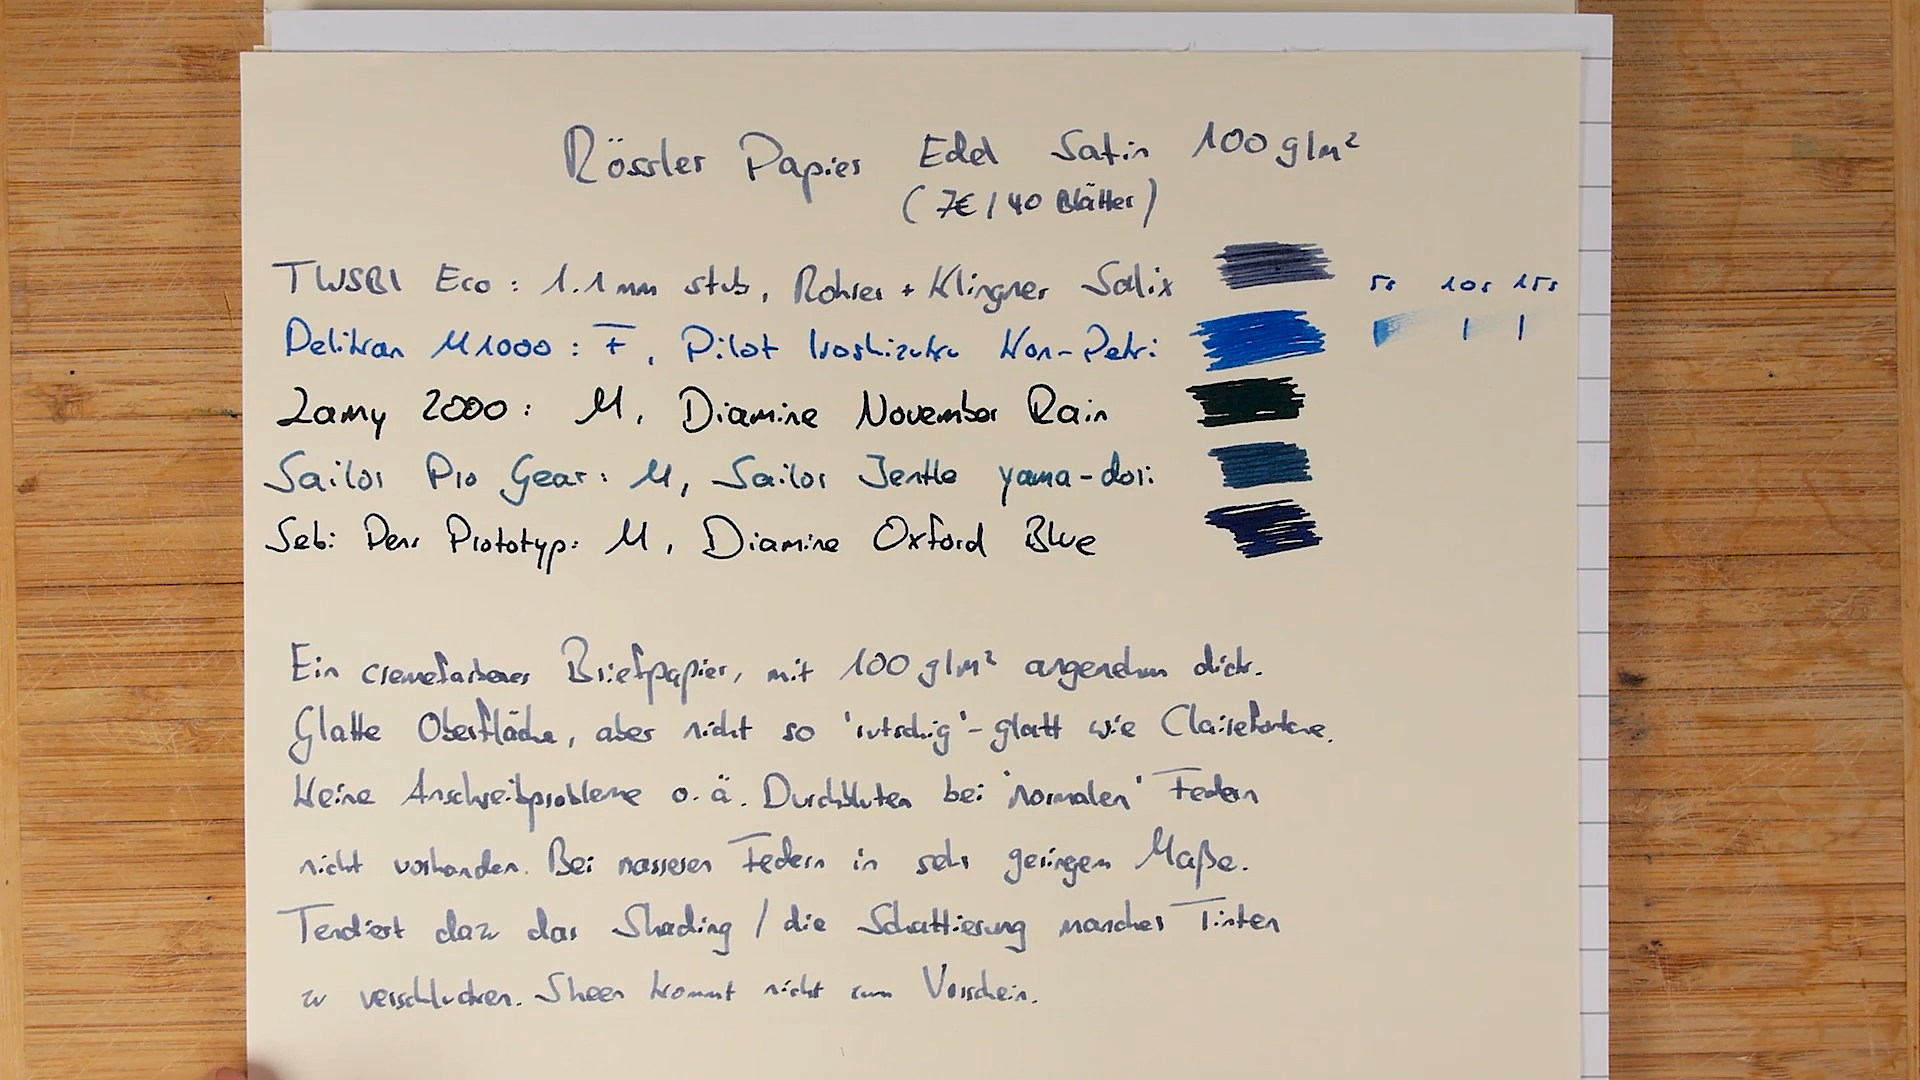 Rössler Papier Edel Satin 100 g/m²
(7€ / 40 Blätter)
TWSBI Eco: 1.1 mm stub, Rohrer + Klingner Salix
5s 10s 15s
Pelikan M1000: F, Pilot Iroshizuku Kon-Peki
Lamy 2000: M, Diamine November Rain
Sailor Pro Gear: M, Sailor Jentle yama-dori
Sebi Pens Prototyp: M, Diamine Oxford Blue
Ein cremefarbenes Briefpapier, mit 100 g/m² angenehm dick.
Glatte Oberfläche, aber nicht so 'rutschig'-glatt wie Clairefontaine.
Keine Anschreibprobleme o.ä. Durchbluten bei 'normalen' Federn
nicht vorhanden. Bei nasseren Federn in sehr geringem Maße.
Tendiert dazu das Shading / die Schattierung mancher Tinten
zu verschlucken. Sheen kommt nicht zum Vorschein.